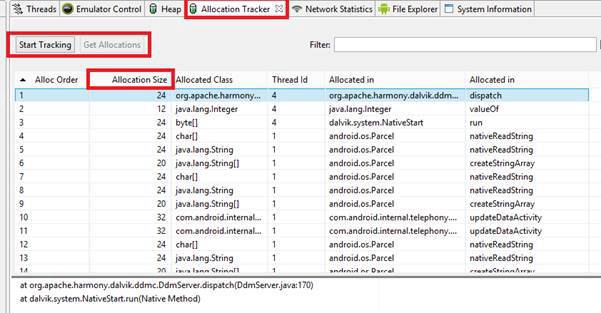 Threads Emulator Control Heap Allocation Tracker Network Statistics File Explorer System Information
Start Tracking Get Allocations Filter:
Alloc Order Allocation Size Allocated Class Thread Id Allocated in Allocated in
1 24 org.apache.harmony... 4 org.apache.harmony.dalvik.ddm... dispatch
2 12 java.lang.Integer 4 java.lang.Integer valueOf
3 24 byte[] 4 dalvik.system.NativeStart run
4 24 char[] 1 android.os.Parcel nativeReadString
5 24 java.lang.String 1 android.os.Parcel nativeReadString
6 20 java.lang.String[] 1 android.os.Parcel createStringArray
7 24 char[] 1 android.os.Parcel nativeReadString
8 24 java.lang.String 1 android.os.Parcel nativeReadString
9 20 java.lang.String[] 1 android.os.Parcel createStringArray
10 32 com.android.internal... 1 com.android.internal.telephony.... updateDataActivity
11 32 com.android.internal... 1 com.android.internal.telephony.... updateDataActivity
12 24 char[] 1 android.os.Parcel nativeReadString
13 24 java.lang.String 1 android.os.Parcel nativeReadString
14 20 java.lang.String[] 1 android.os.Parcel createStringArray
at org.apache.harmony.dalvik.ddmc.DdmServer.dispatch(DdmServer.java:170)
at dalvik.system.NativeStart.run(Native Method)